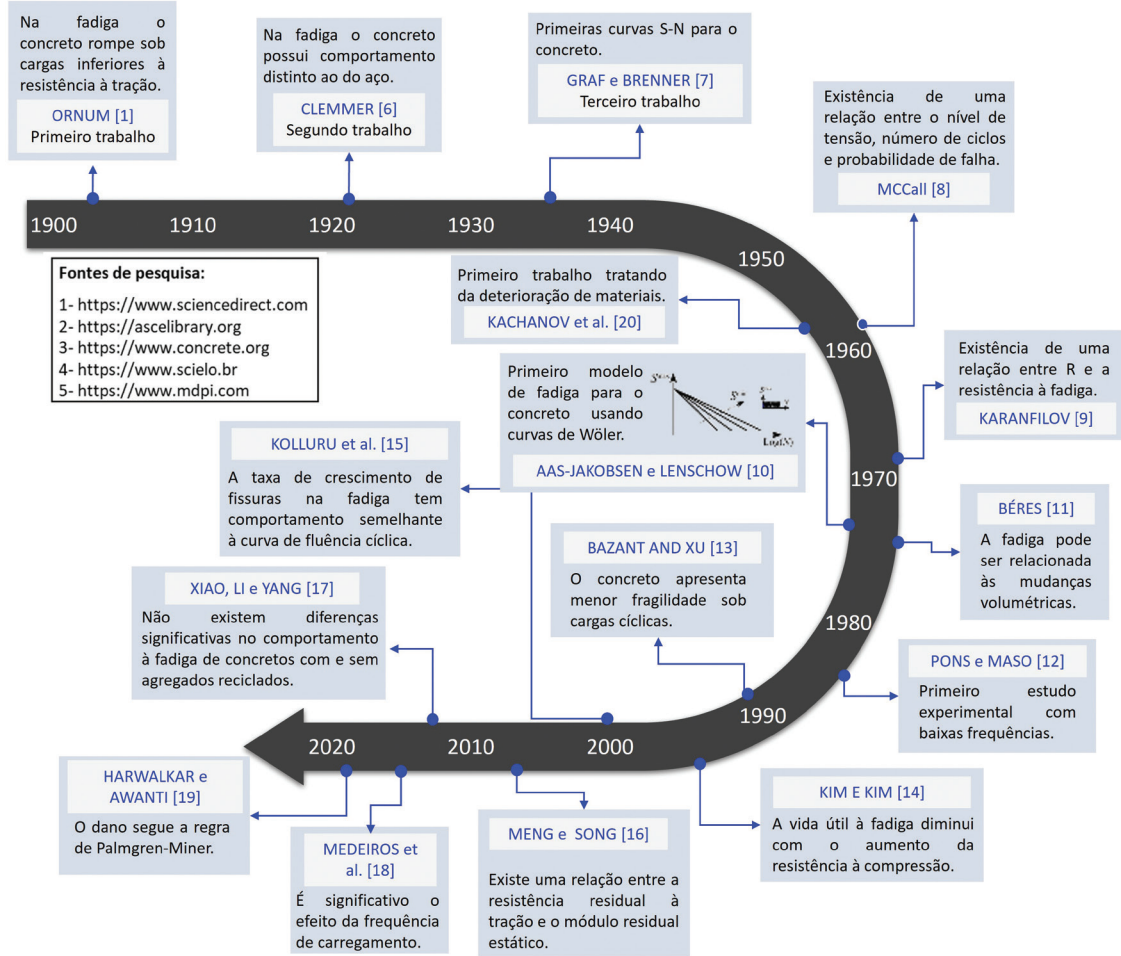 Na fadiga o
concreto rompe sob
cargas inferiores à
resistência à tração.
ORNUM [1]
Primeiro trabalho
Na fadiga o concreto
possui comportamento
distinto ao do aço.
CLEMMER [6]
Segundo trabalho
Primeiras curvas S-N para o
concreto.
GRAF e BRENNER [7]
Terceiro trabalho
Existência de uma
relação entre o nível de
tensão, número de ciclos
e probabilidade de falha.
MCCall [8]
1900
1910
1920
1930
1940
1950
1960
1970
1980
1990
2000
2010
2020
Fontes de pesquisa:
1- https://www.sciencedirect.com
2- https://ascelibrary.org
3- https://www.concrete.org
4- https://www.scielo.br
5- https://www.mdpi.com
Primeiro trabalho tratando
da deterioração de materiais.
KACHANOV et al. [20]
Existência de uma
relação entre R e a
resistência à fadiga.
KARANFILOV [9]
Primeiro modelo
de fadiga para o
concreto usando
curvas de Wöler.
Log(N)
AAS-JAKOBSEN e LENSCHOW [10]
KOLLURU et al. [15]
A taxa de crescimento de
fissuras na fadiga tem
comportamento semelhante
à curva de fluência cíclica.
BÉRES [11]
A fadiga pode
ser relacionada
às mudanças
volumétricas.
BAZANT AND XU [13]
O concreto apresenta
menor fragilidade sob
cargas cíclicas.
XIAO, LI e YANG [17]
Não existem diferenças
significativas no comportamento
à fadiga de concretos com e sem
agregados reciclados.
PONS e MASO [12]
Primeiro estudo
experimental com
baixas frequências.
HARWALKAR e
AWANTI [19]
O dano segue a regra
de Palmgren-Miner.
MEDEIROS et
al. [18]
É significativo o
efeito da frequência
de carregamento.
MENG e SONG [16]
Existe uma relação entre a
resistência residual à
tração e o módulo residual
estático.
KIM E KIM [14]
A vida útil à fadiga diminui
com o aumento da
resistência à compressão.